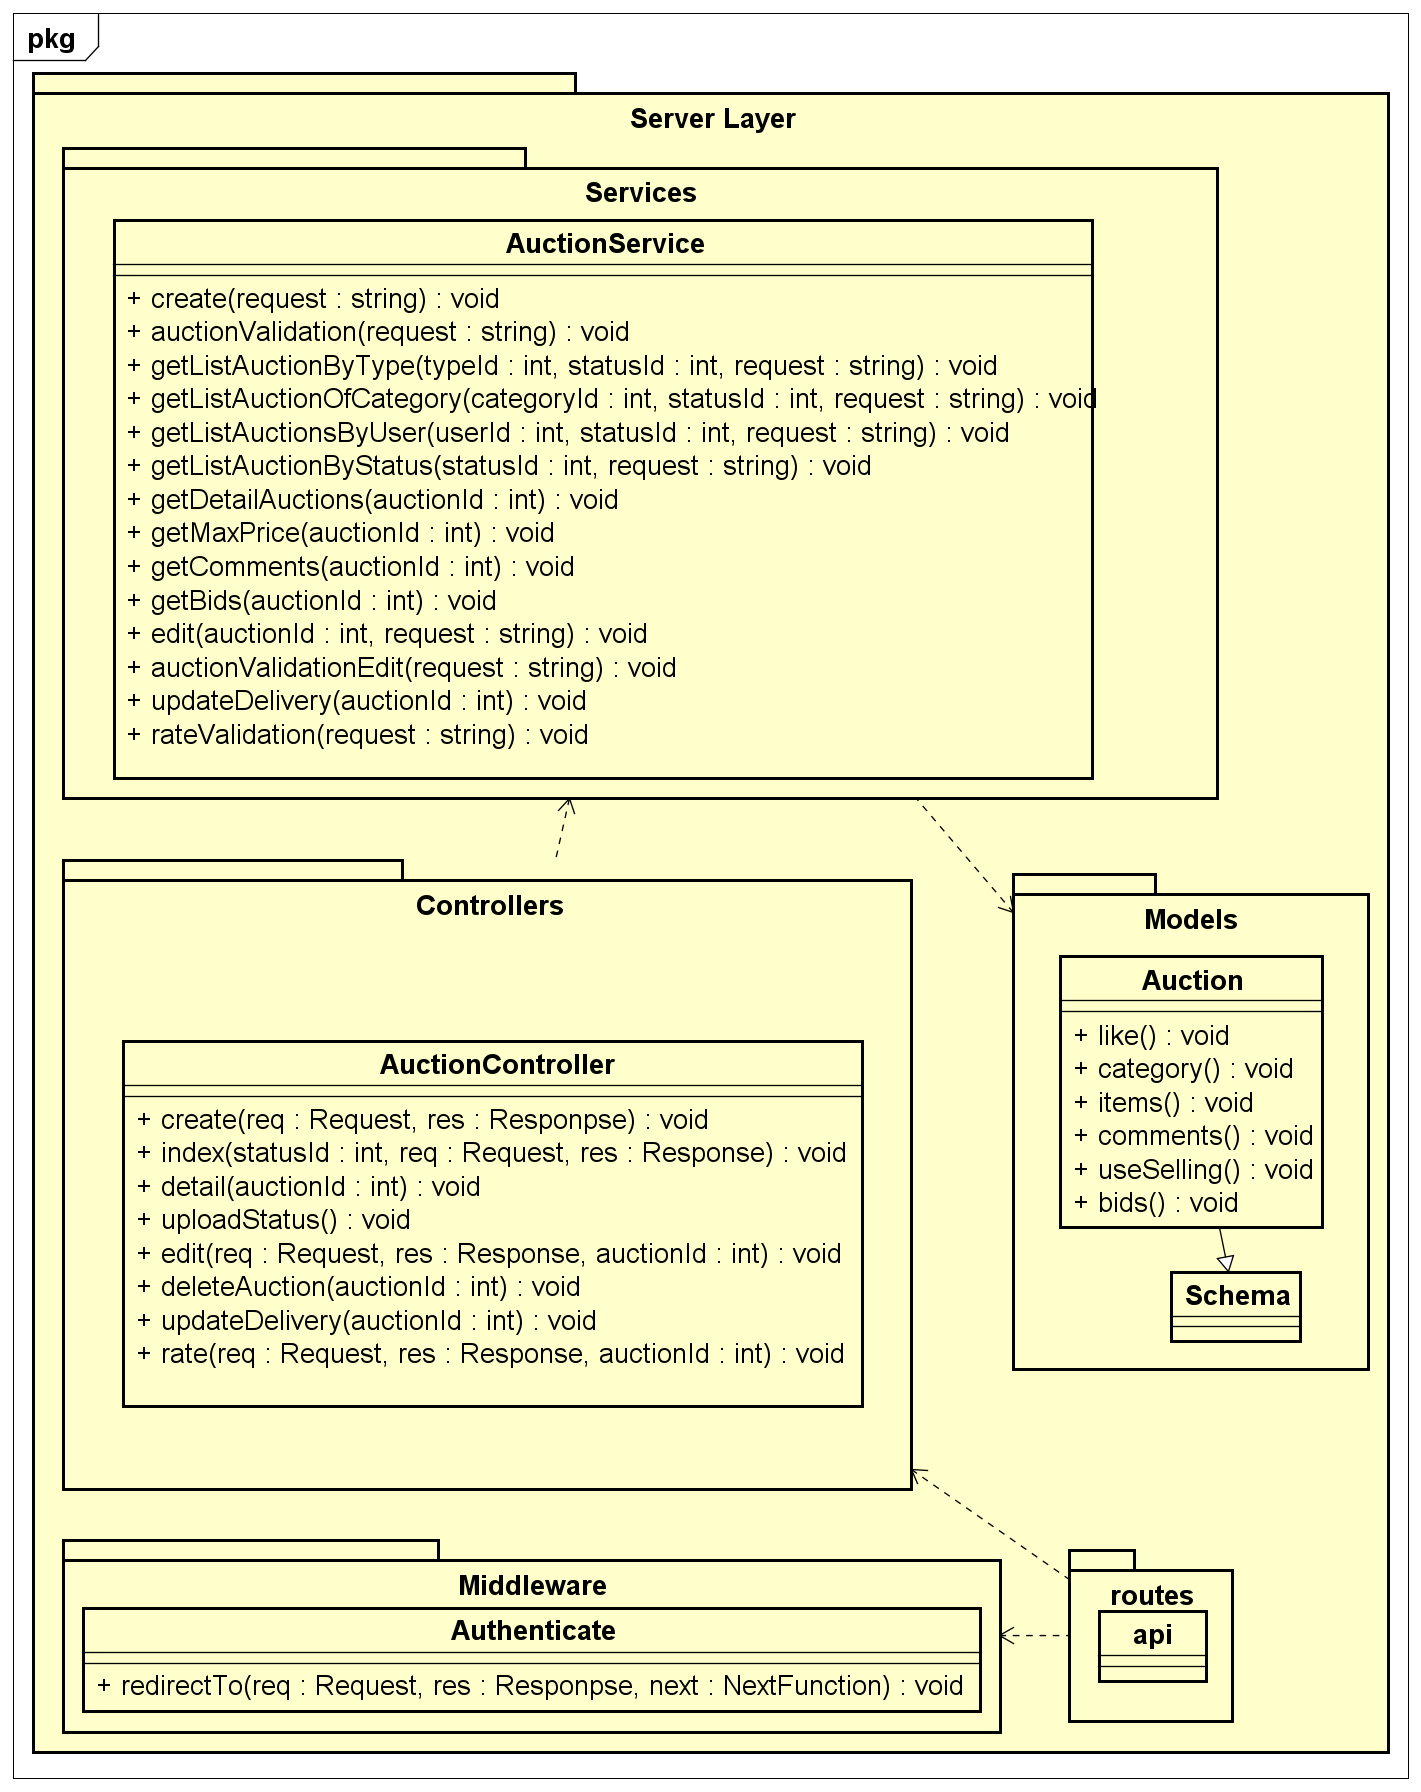 pkg
Server Layer
Services
AuctionService
+ create(request : string) : void
+ auctionValidation(request : string) : void
+ getListAuctionByType(typeId : int, statusId : int, request : string) : void
+ getListAuctionOfCategory(categoryId : int, statusId : int, request : string) : void
+ getListAuctionsByUser(userId : int, statusId : int, request : string) : void
+ getListAuctionByStatus(statusId : int, request : string) : void
+ getDetailAuctions(auctionId : int) : void
+ getMaxPrice(auctionId : int) : void
+ getComments(auctionId : int) : void
+ getBids(auctionId : int) : void
+ edit(auctionId : int, request : string) : void
+ auctionValidationEdit(request : string) : void
+ updateDelivery(auctionId : int) : void
+ rateValidation(request : string) : void
Controllers
AuctionController
+ create(req : Request, res : Responpse) : void
+ index(statusId : int, req : Request, res : Response) : void
+ detail(auctionId : int) : void
+ uploadStatus() : void
+ edit(req : Request, res : Response, auctionId : int) : void
+ deleteAuction(auctionId : int) : void
+ updateDelivery(auctionId : int) : void
+ rate(req : Request, res : Response, auctionId : int) : void
Models
Auction
+ like() : void
+ category() : void
+ items() : void
+ comments() : void
+ useSelling() : void
+ bids() : void
Schema
Middleware
Authenticate
+ redirectTo(req : Request, res : Responpse, next : NextFunction) : void
routes
api